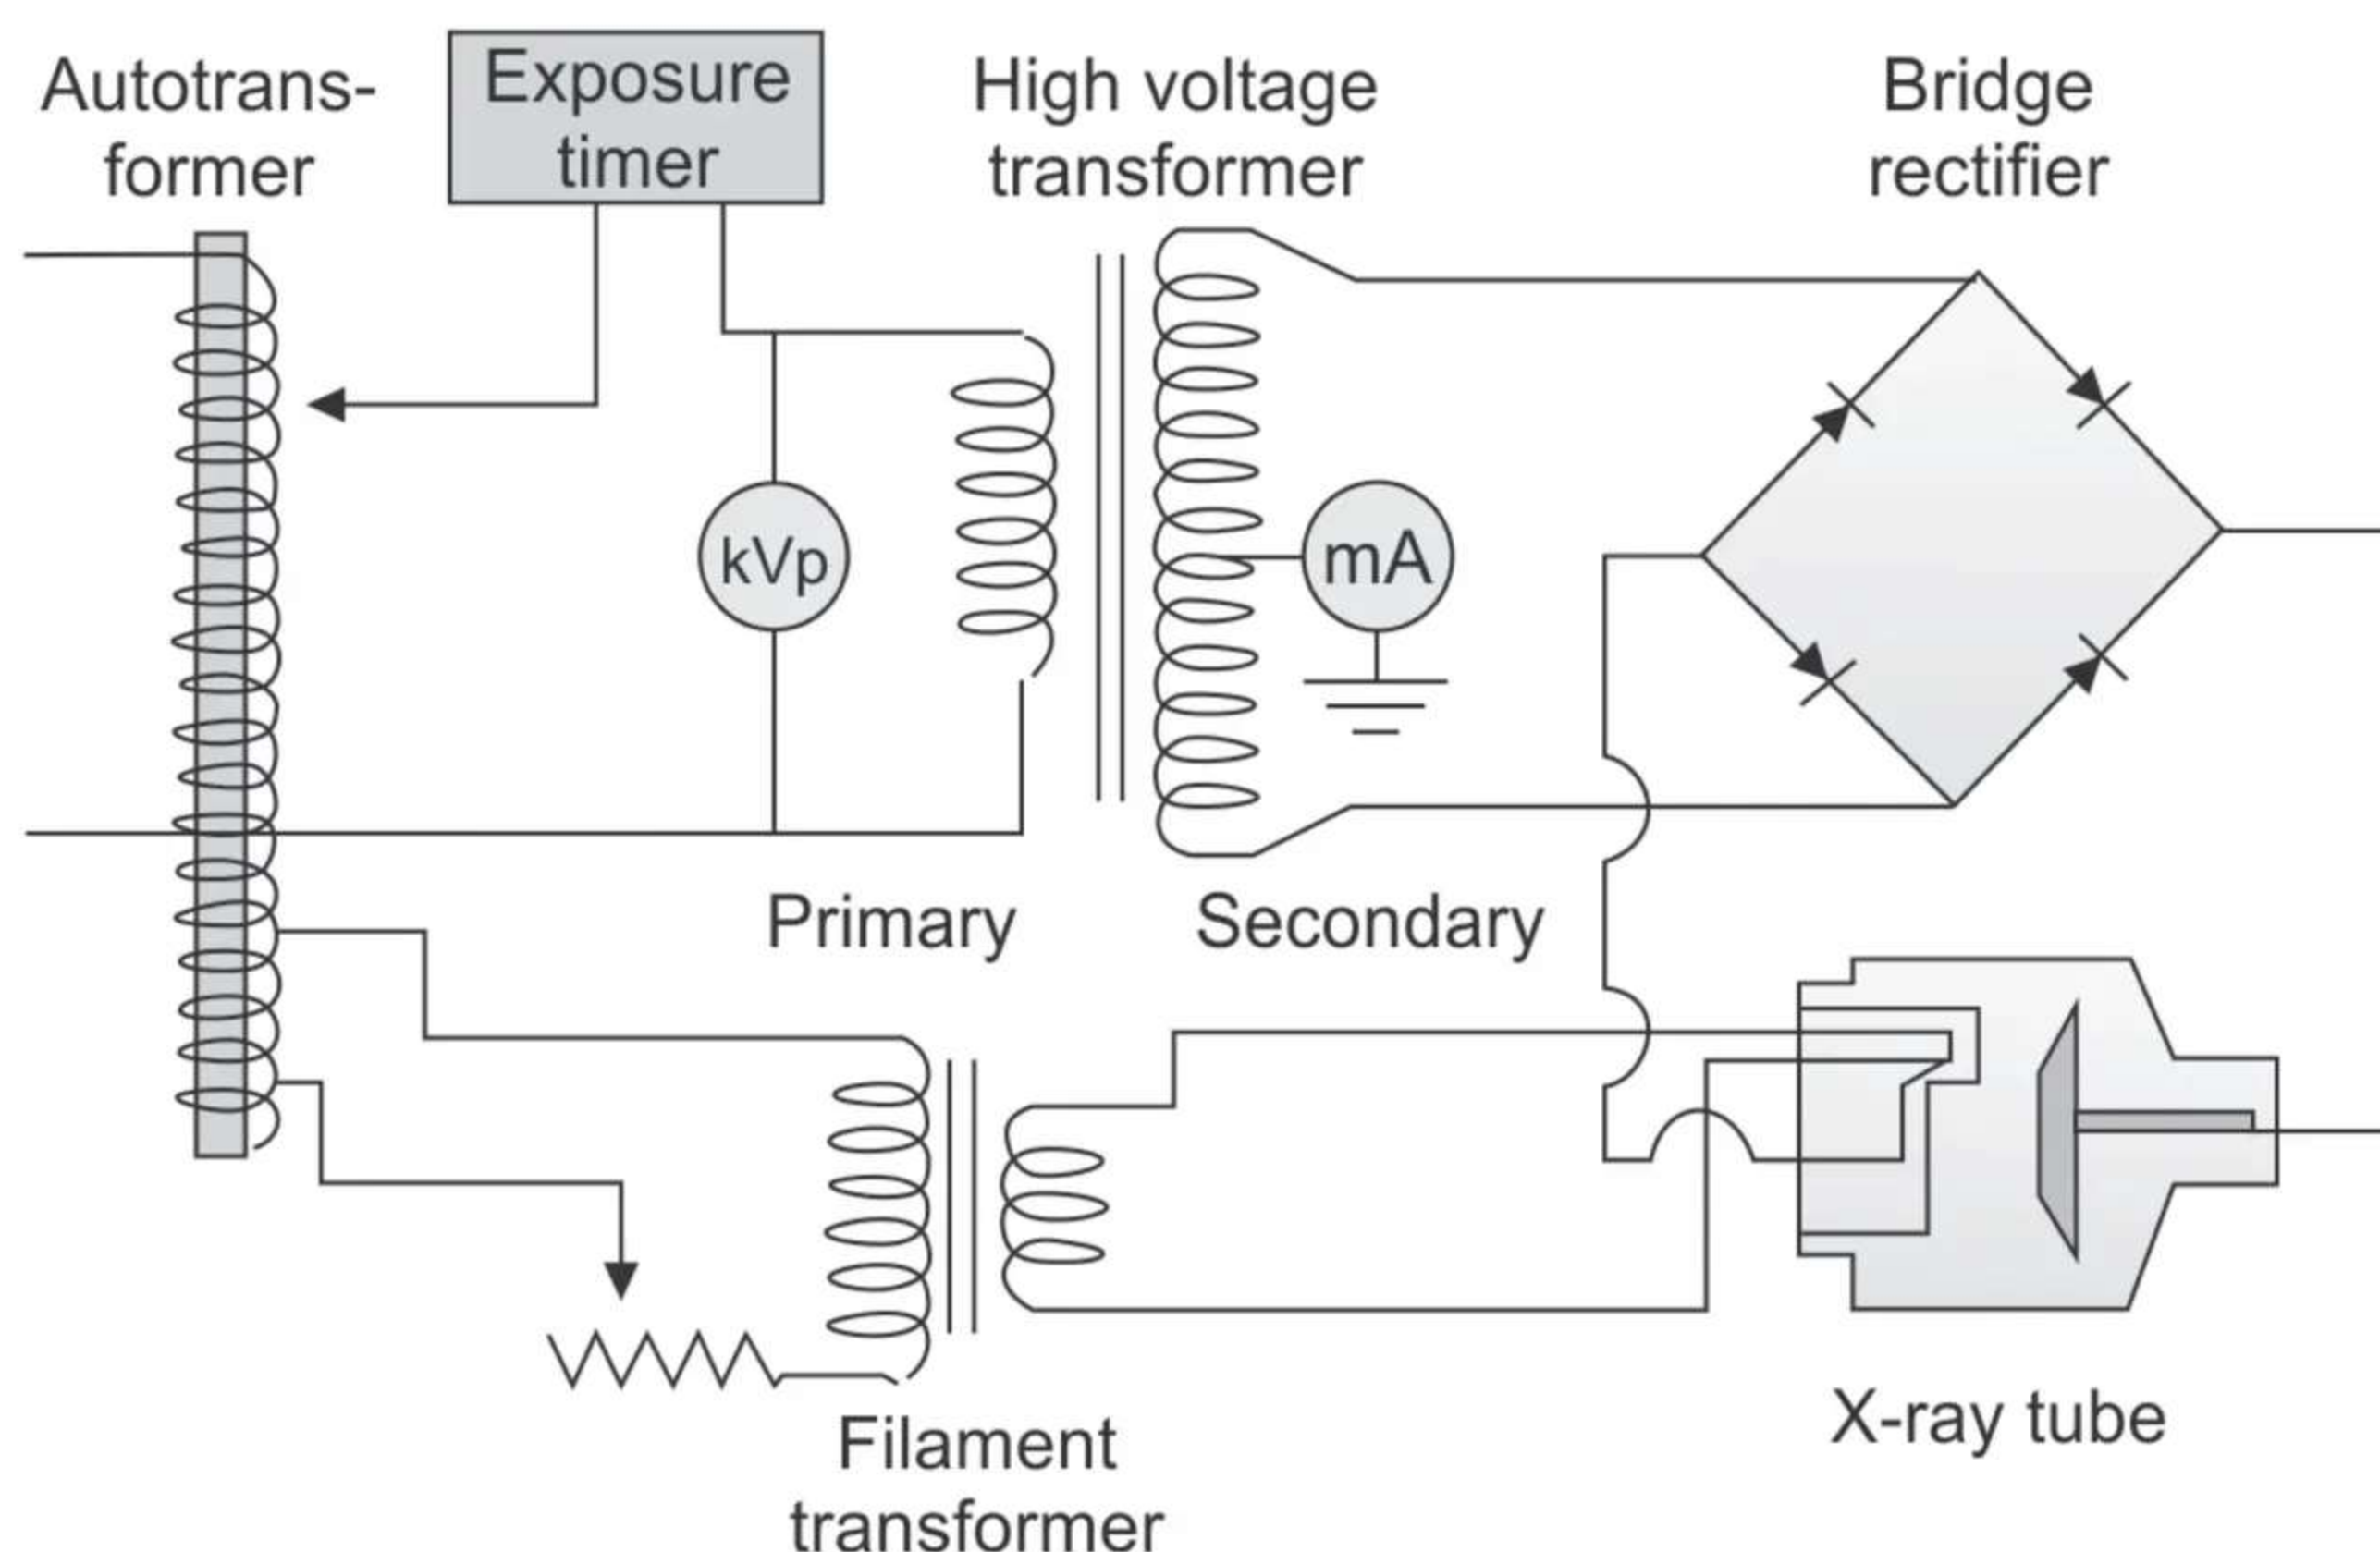 Autotrans-
former
Exposure
timer
High voltage
transformer
Bridge
rectifier
kVp
mA
Primary
Secondary
X-ray tube
Filament
transformer